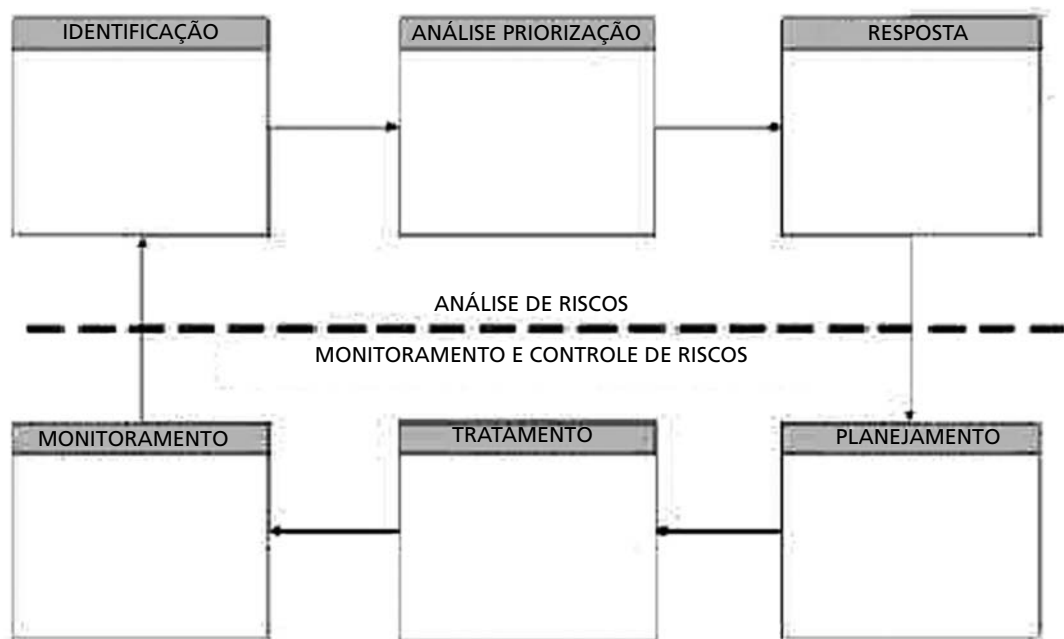 IDENTIFICAÇÃO
ANÁLISE PRIORIZAÇÃO
RESPOSTA
ANÁLISE DE RISCOS
MONITORAMENTO E CONTROLE DE RISCOS
MONITORAMENTO
TRATAMENTO
PLANEJAMENTO